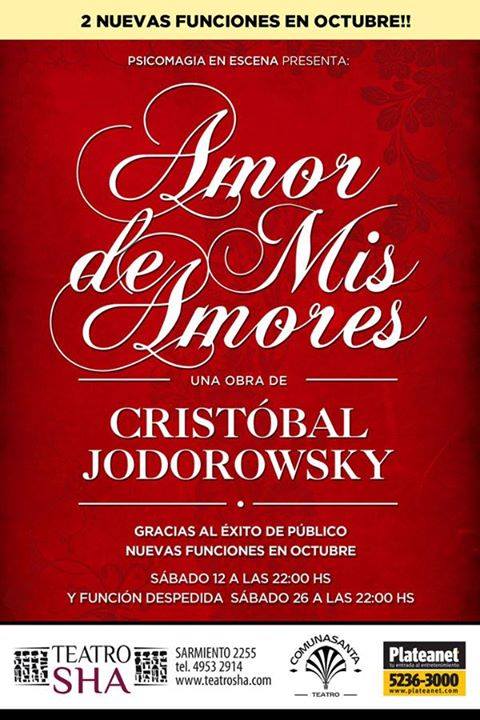 2 NUEVAS FUNCIONES EN OCTUBRE!!
PSICOMAGIA EN ESCENA PRESENTA:
Amor
de Mis
Amores
UNA OBRA DE
CRISTÓBAL
JODOROWSKY
GRACIAS AL ÉXITO DE PÚBLICO
NUEVAS FUNCIONES EN OCTUBRE
SÁBADO 12 A LAS 22:00 HS
Y FUNCIÓN DESPEDIDA SÁBADO 26 A LAS 22:00 HS
TEATRO
SHA
SARMIENTO 2255
tel. 4953 2914
www.teatrosha.com
COMUNASANTA
TEATRO
Plateanet
tu entrada al entretenimiento
5236-3000
www.plateanet.com